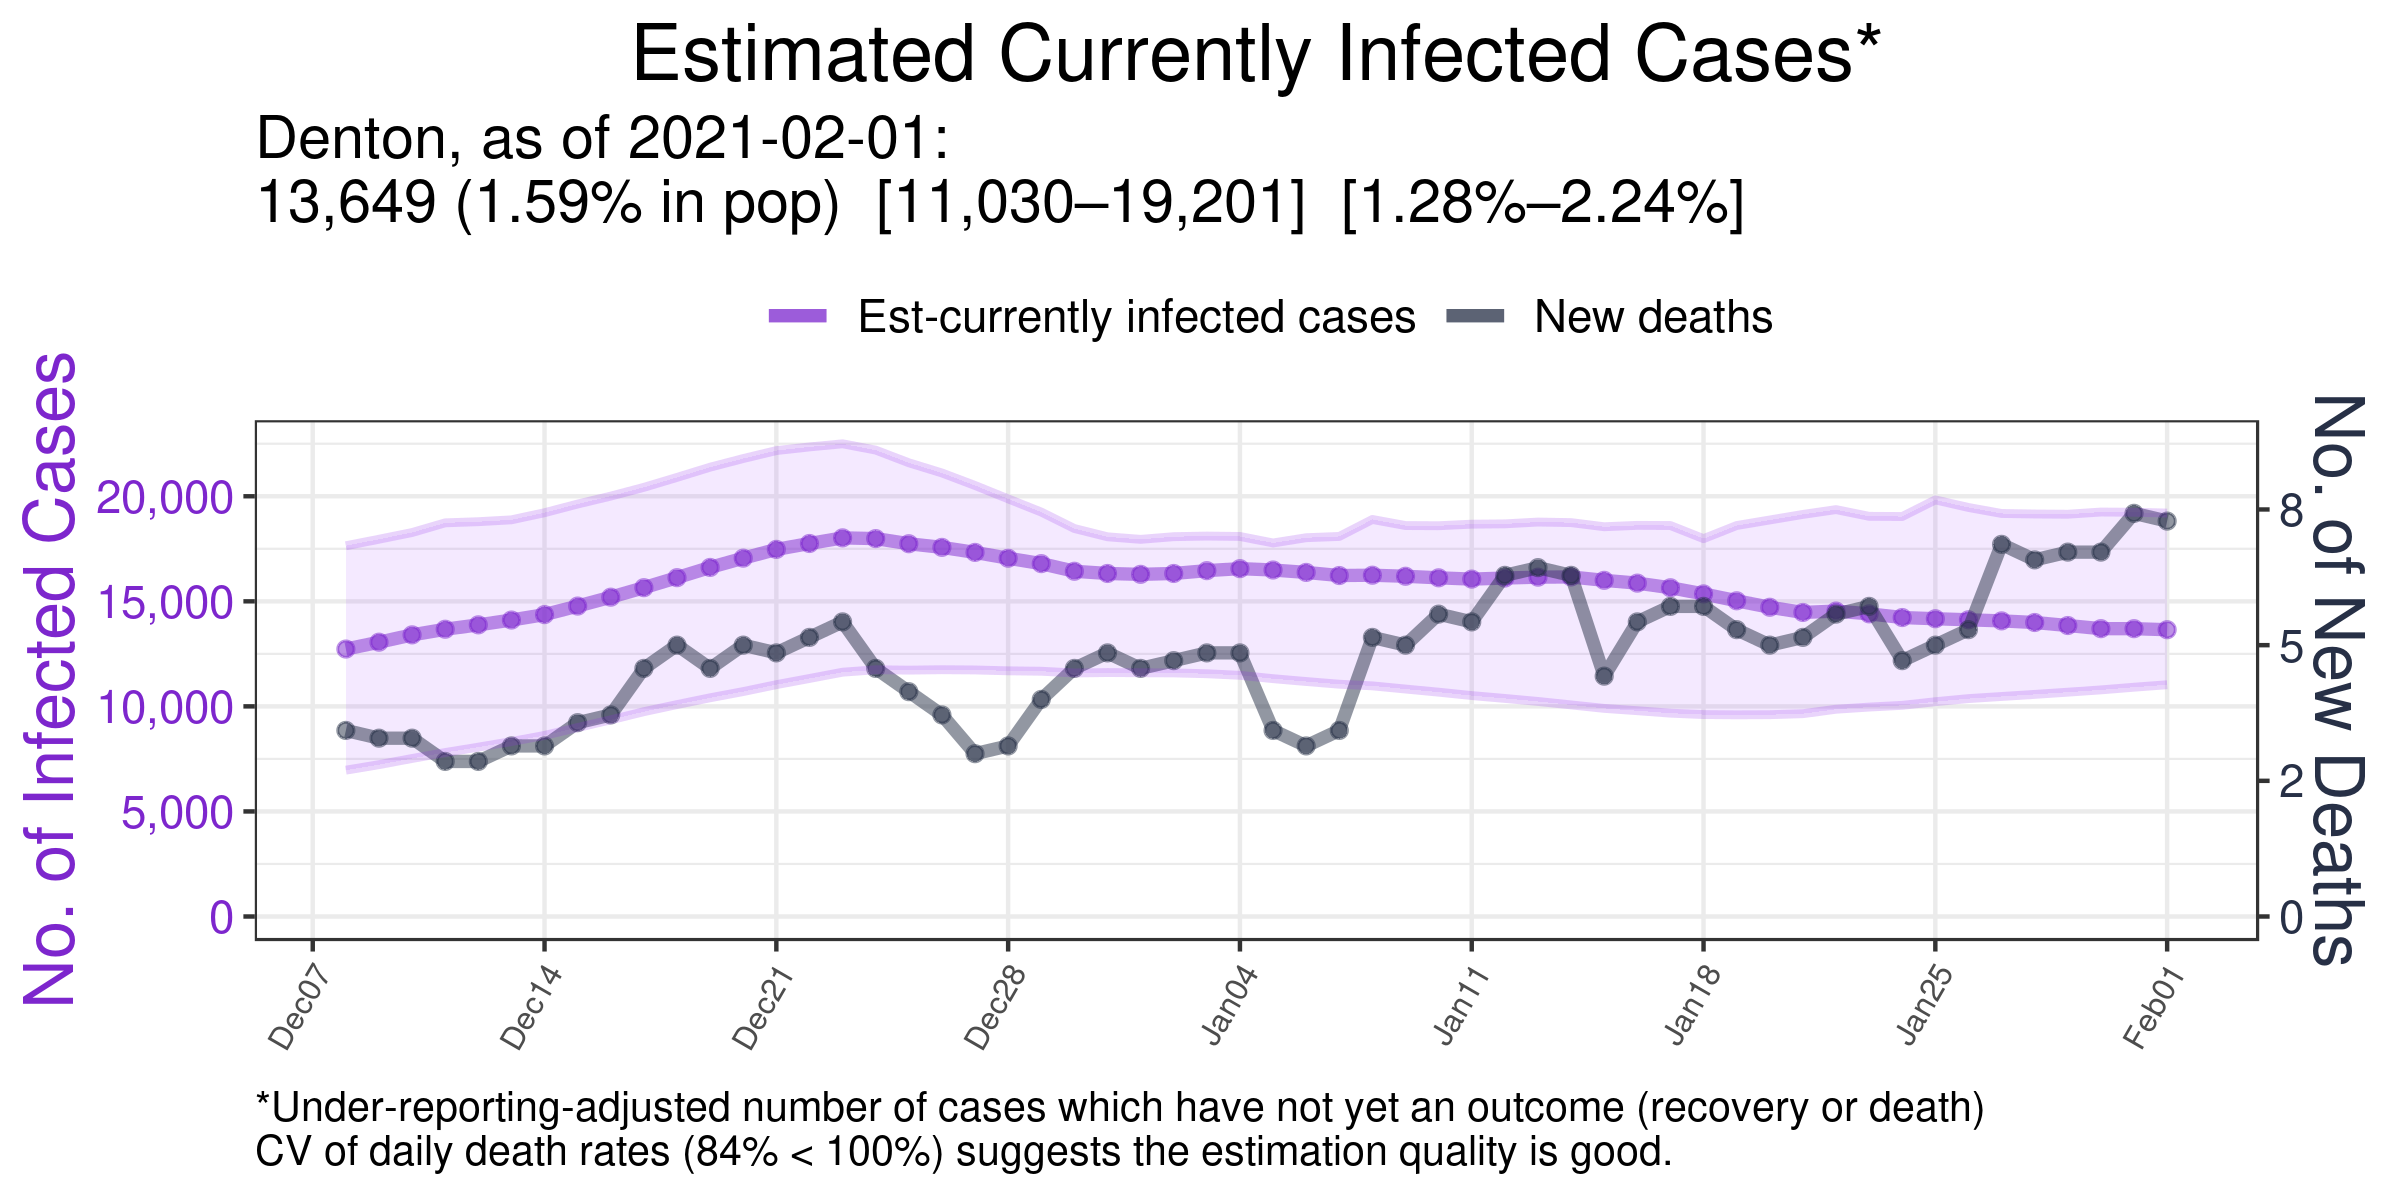 Estimated Currently Infected Cases*
Denton, as of 2021-02-01:
13,649 (1.59% in pop)  [11,030–19,201]  [1.28%–2.24%]
Est-currently infected cases
New deaths
No. of Infected Cases
20,000
15,000
10,000
5,000
0
No. of New Deaths
8
5
2
0
Dec07
Dec14
Dec21
Dec28
Jan04
Jan11
Jan18
Jan25
Feb01
*Under-reporting-adjusted number of cases which have not yet an outcome (recovery or death)
CV of daily death rates (84% < 100%) suggests the estimation quality is good.